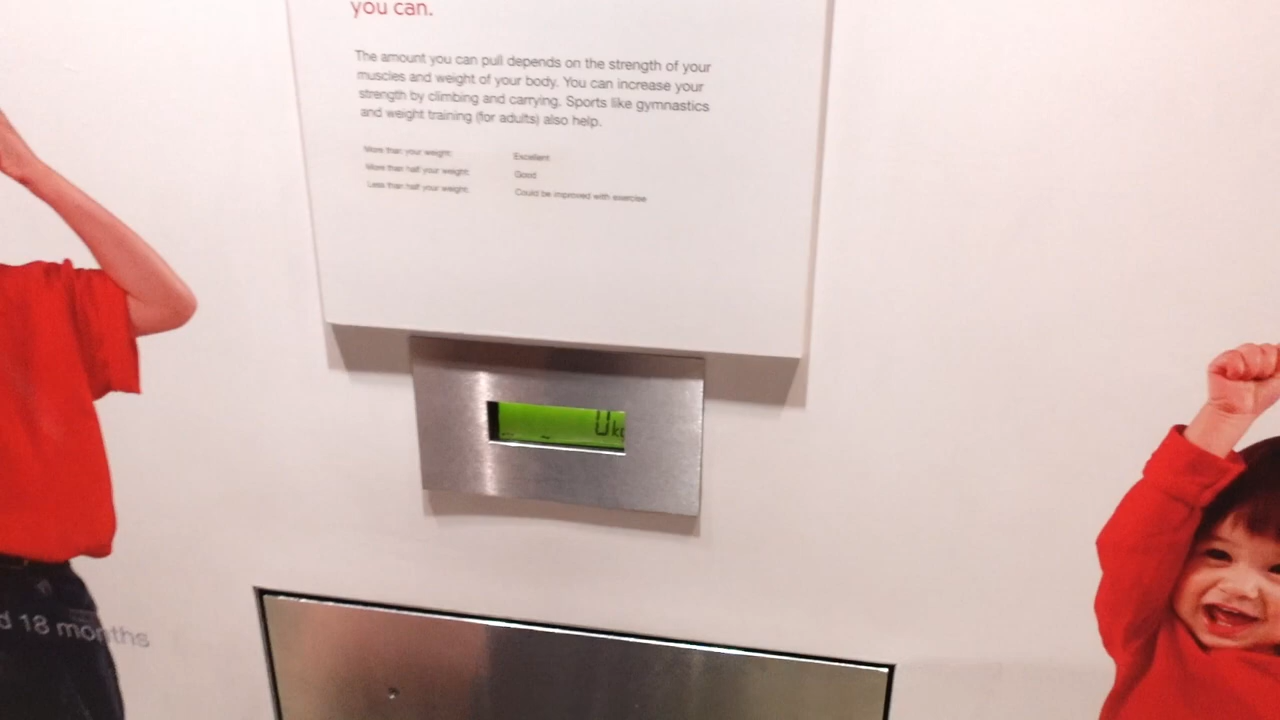 you can.
The amount you can pull depends on the strength of your
muscles and weight of your body. You can increase your
strength by climbing and carrying. Sports like gymnastics
and weight training (for adults) also help.
More than your weight: Excellent
More than half your weight: Good
Less than half your weight: Could be improved with exercise
0 kg
18 months